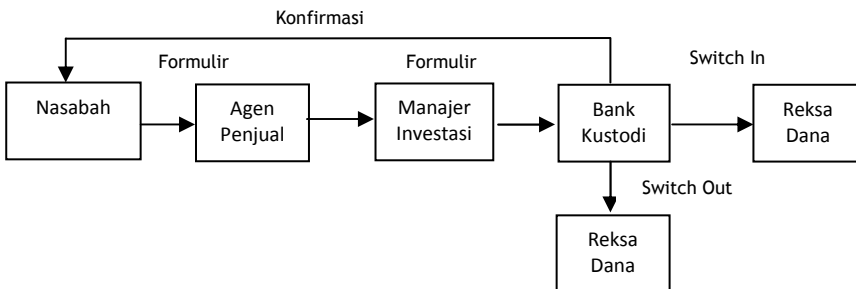 Konfirmasi
Formulir
Formulir
Switch In
Nasabah
Agen
Penjual
Manajer
Investasi
Bank
Kustodi
Reksa
Dana
Switch Out
Reksa
Dana